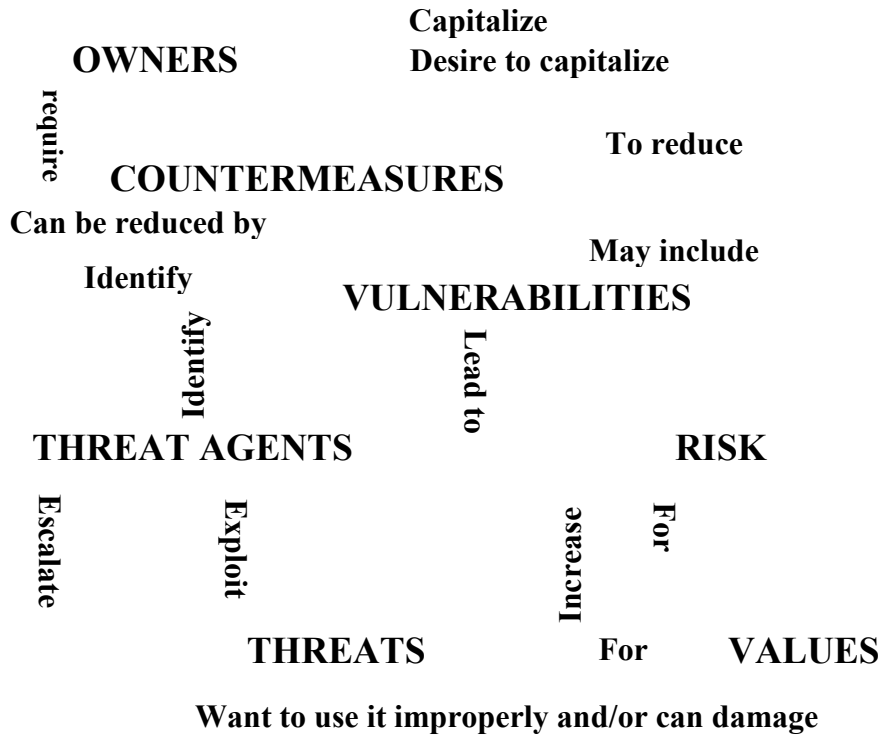 Capitalize
OWNERS
Desire to capitalize
require
To reduce
COUNTERMEASURES
Can be reduced by
May include
Identify
VULNERABILITIES
Identify
Lead to
THREAT AGENTS
RISK
Escalate
Exploit
Increase
For
THREATS
For
VALUES
Want to use it improperly and/or can damage